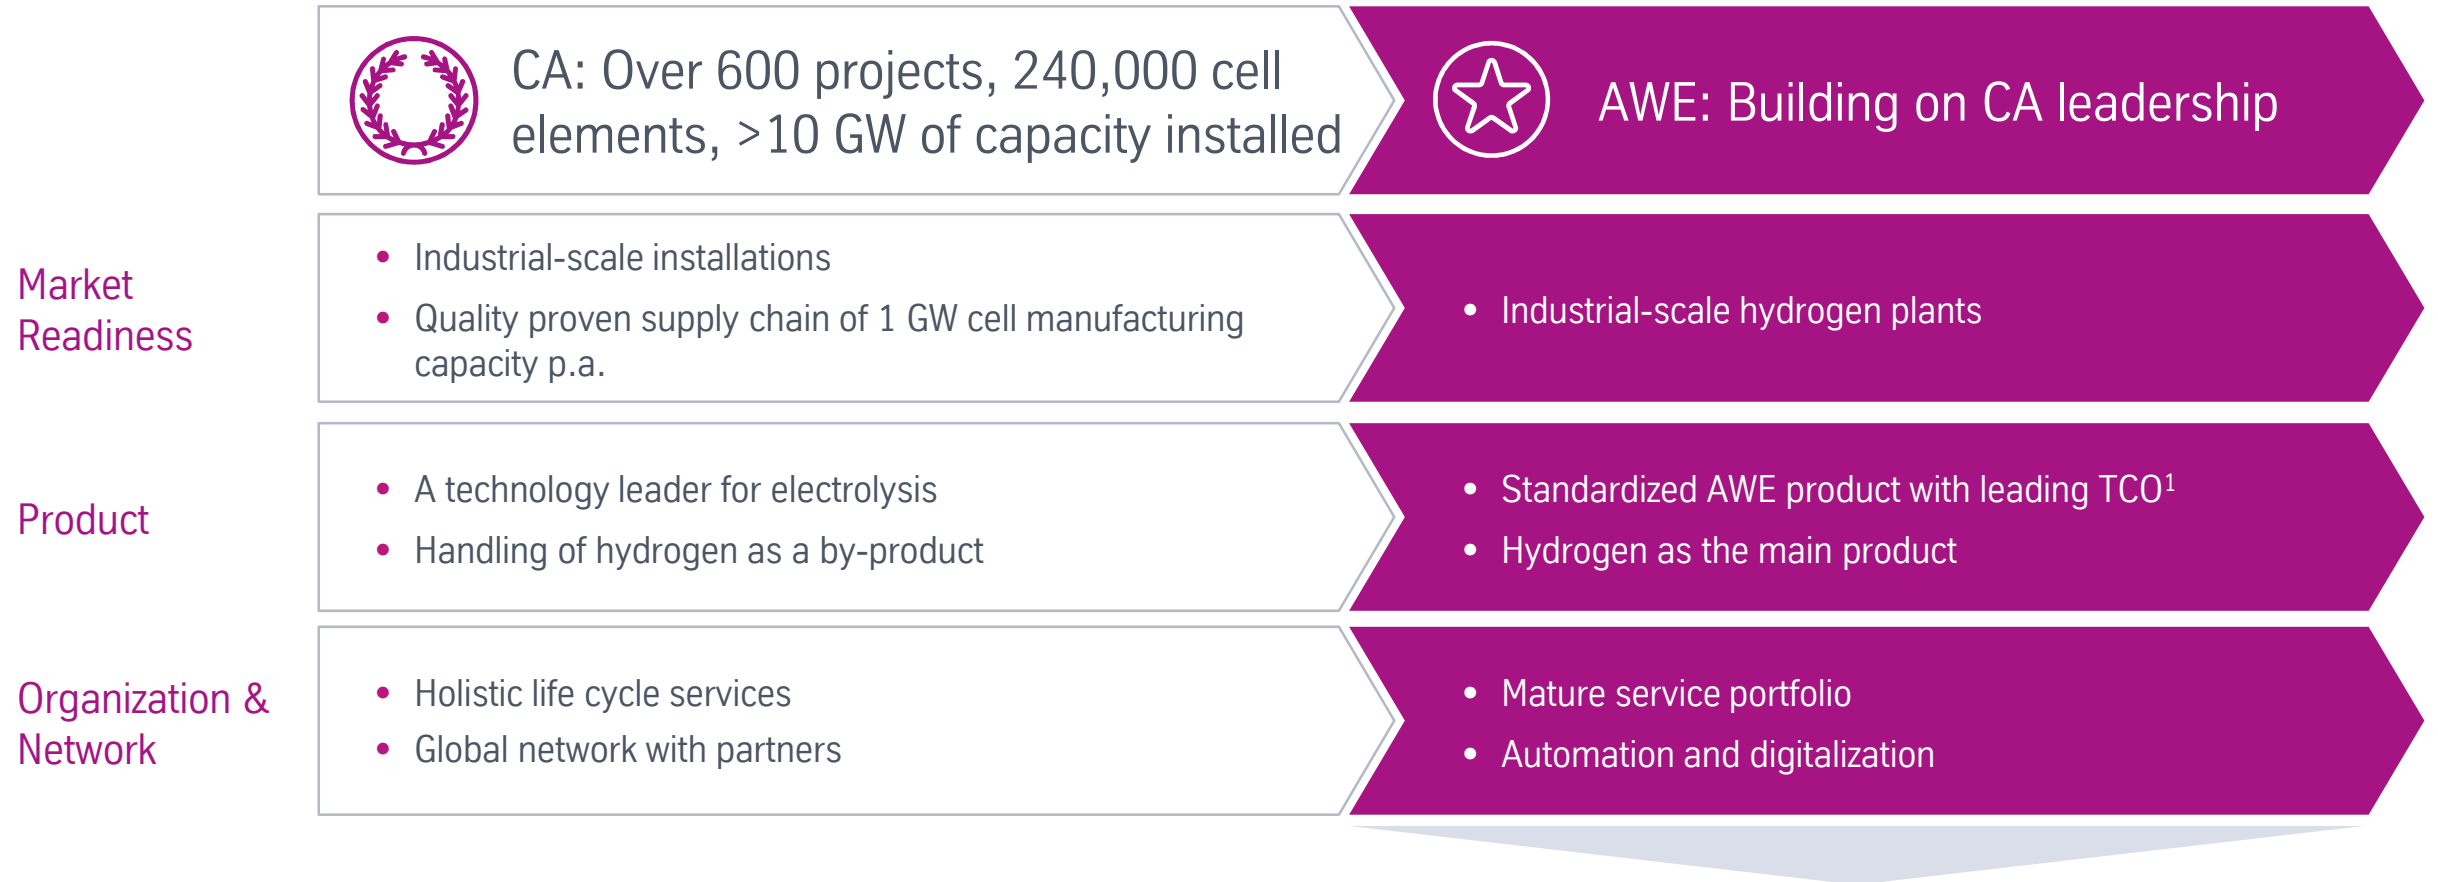 CA: Over 600 projects, 240,000 cell
elements, >10 GW of capacity installed
AWE: Building on CA leadership
Market
Readiness
• Industrial-scale installations
• Quality proven supply chain of 1 GW cell manufacturing
capacity p.a.
• Industrial-scale hydrogen plants
Product
• A technology leader for electrolysis
• Handling of hydrogen as a by-product
• Standardized AWE product with leading TCO¹
• Hydrogen as the main product
Organization &
Network
• Holistic life cycle services
• Global network with partners
• Mature service portfolio
• Automation and digitalization